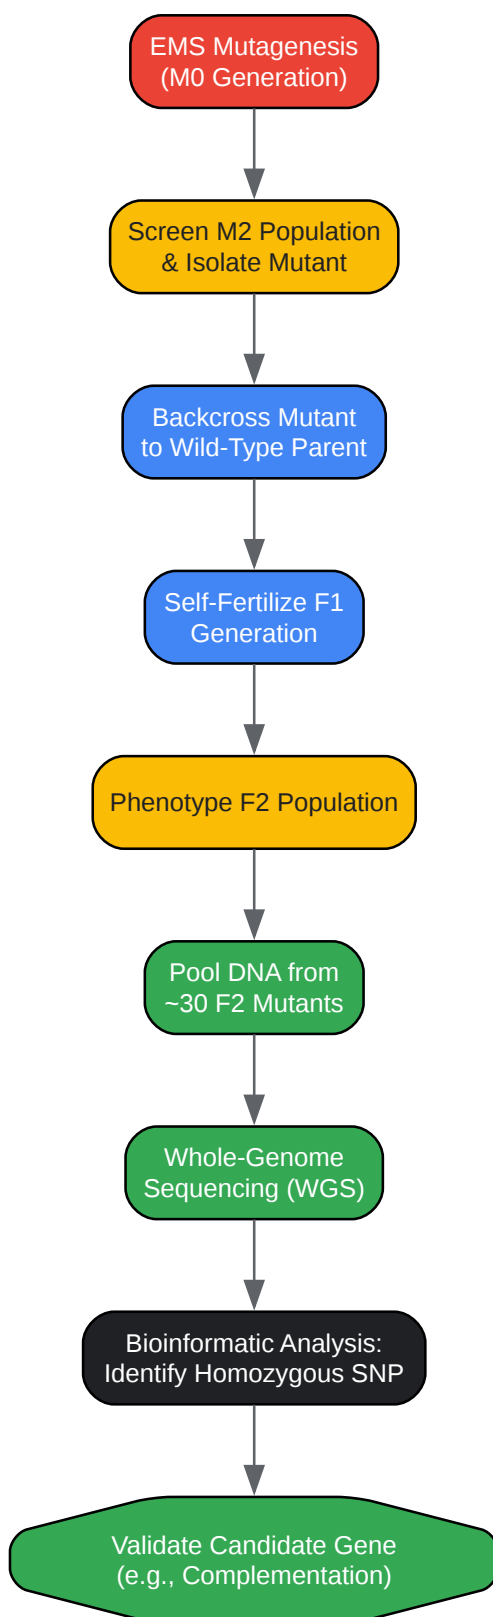 EMS Mutagenesis
(M0 Generation)
Screen M2 Population
& Isolate Mutant
Backcross Mutant
to Wild-Type Parent
Self-Fertilize F1
Generation
Phenotype F2 Population
Pool DNA from
~30 F2 Mutants
Whole-Genome
Sequencing (WGS)
Bioinformatic Analysis:
Identify Homozygous SNP
Validate Candidate Gene
(e.g., Complementation)